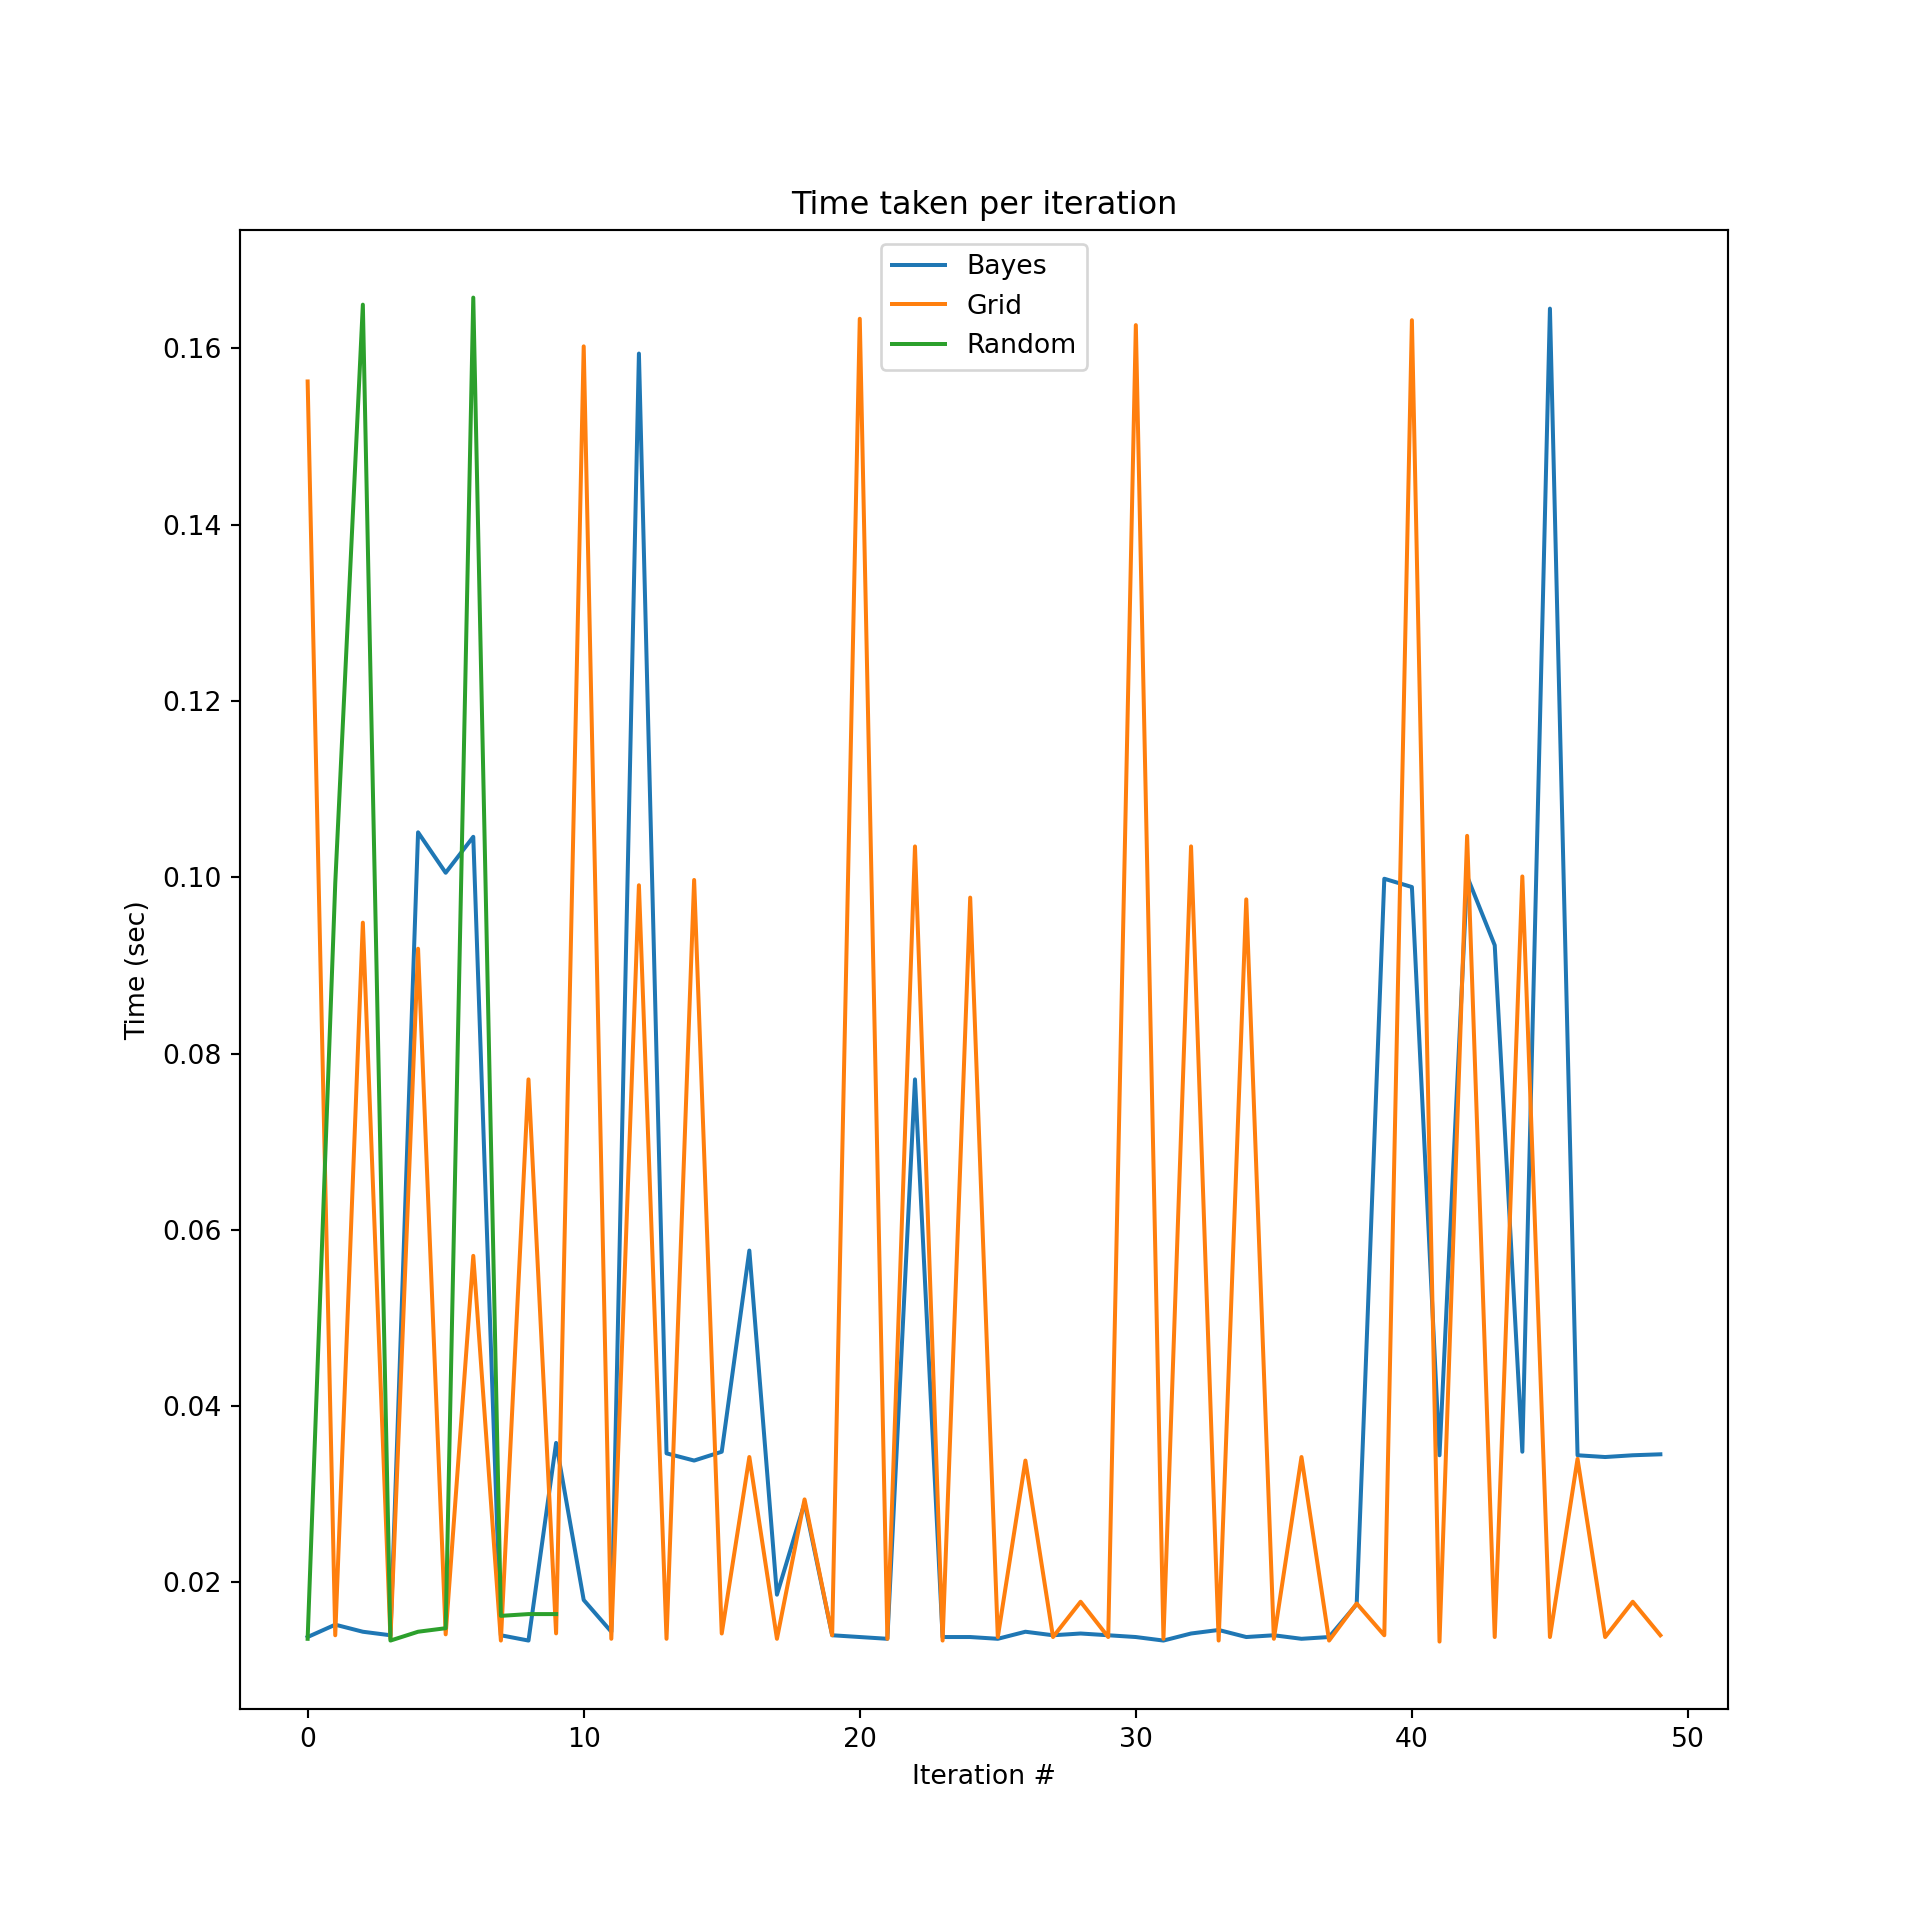 Time taken per iteration
Bayes
Grid
Random
0.16
0.14
0.12
0.10
0.08
0.06
0.04
0.02
Time (sec)
0 10 20 30 40 50
Iteration #